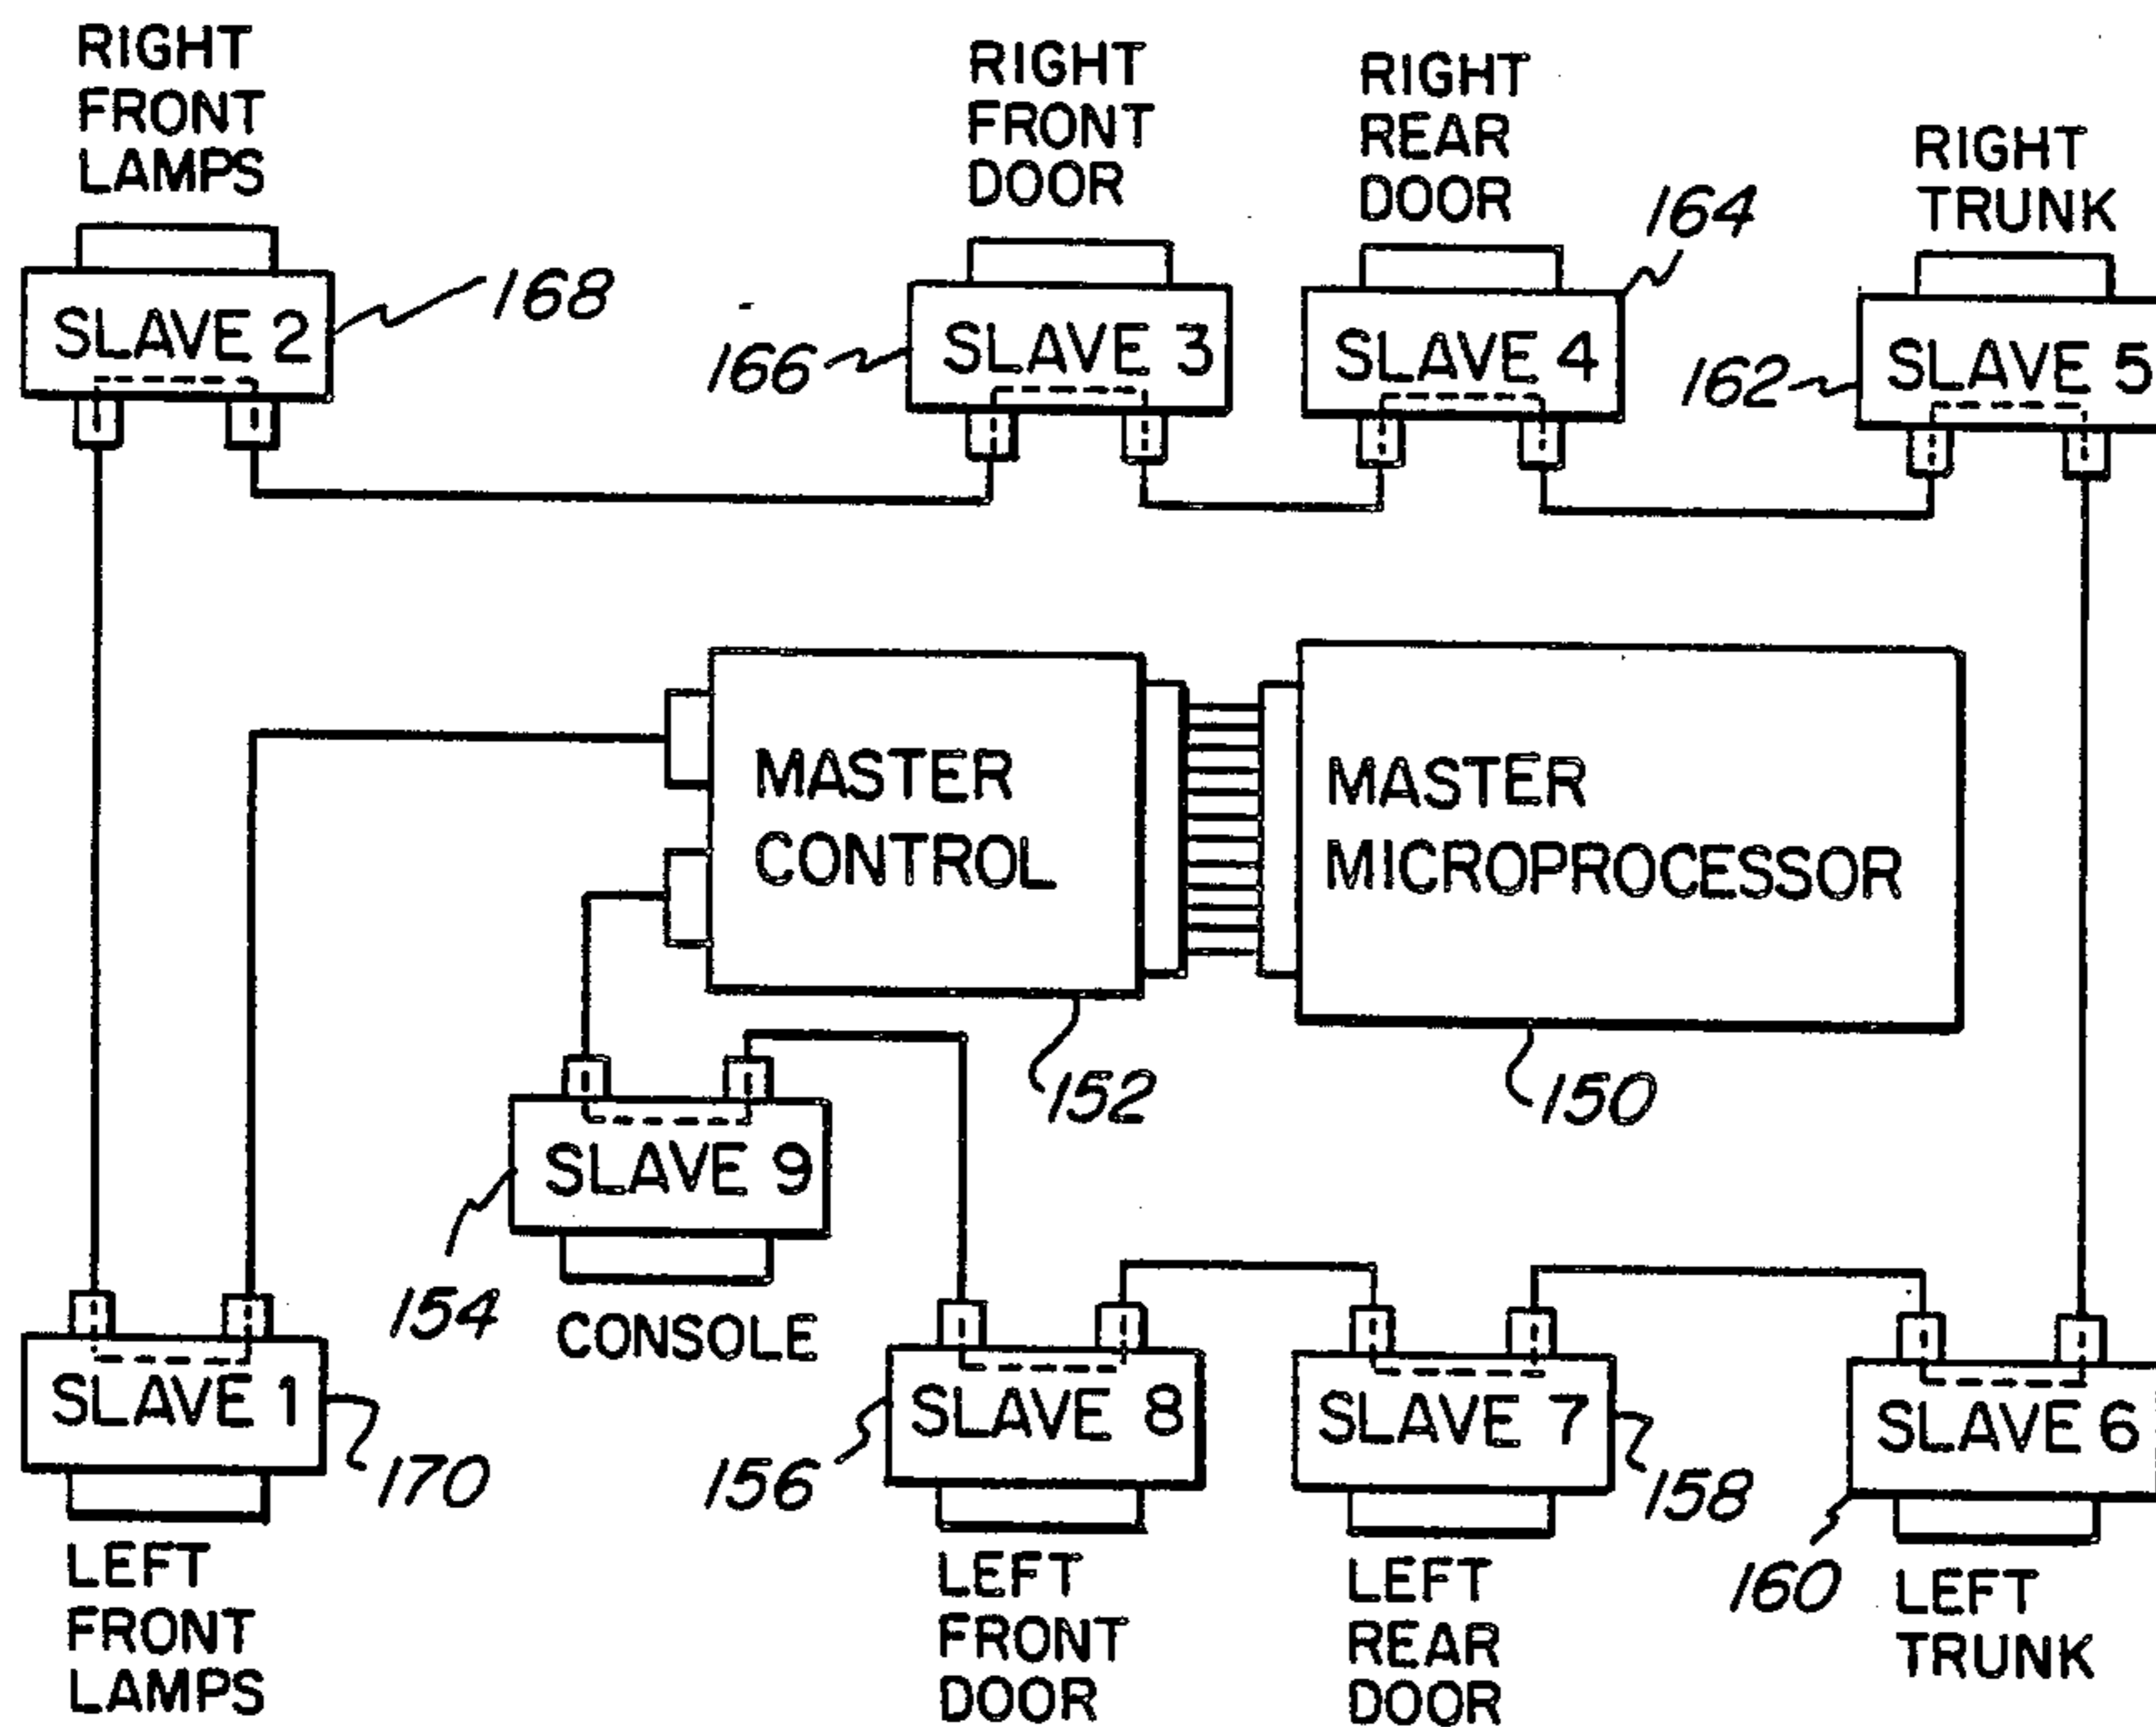 RIGHT
FRONT
LAMPS
RIGHT
FRONT
DOOR
RIGHT
REAR
DOOR
RIGHT
TRUNK
164
168
SLAVE 2
166
SLAVE 3
SLAVE 4
162
SLAVE 5
MASTER
CONTROL
MASTER
MICROPROCESSOR
152
150
SLAVE 9
154
CONSOLE
SLAVE 1
170
156
SLAVE 8
SLAVE 7
158
SLAVE 6
160
LEFT
FRONT
LAMPS
LEFT
FRONT
DOOR
LEFT
REAR
DOOR
LEFT
TRUNK